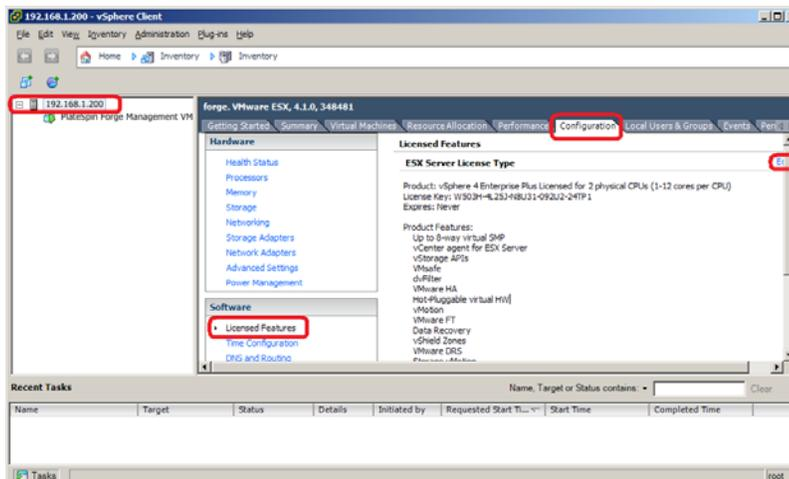 192.168.1.200 - vSphere Client
File Edit View Inventory Administration Plug-ins Help
Home Inventory Inventory
192.168.1.200
PlateSpin Forge Management VM
forge. VMware ESX, 4.1.0, 348481
Getting Started Summary Virtual Machines Resource Allocation Performance Configuration Local Users & Groups Events
Hardware
Health Status
Processors
Memory
Storage
Networking
Storage Adapters
Network Adapters
Advanced Settings
Power Management
Software
Licensed Features
Time Configuration
DNS and Routing
Licensed Features
ESX Server License Type
Product: vSphere 4 Enterprise Plus Licensed for 2 physical CPUs (1-12 cores per CPU)
License Key:
Expires: Never
Product Features:
Up to 8-way virtual SMP
vCenter agent for ESX Server
vStorage APIs
VMsafe
dvFilter
VMware HA
Hot-Pluggable virtual HW
vMotion
VMware FT
Data Recovery
vShield Zones
VMware DRS
Storage vMotion
Recent Tasks
Name, Target or Status contains:
Clear
Name Target Status Details Initiated by Requested Start Ti... Start Time Completed Time
Tasks
root